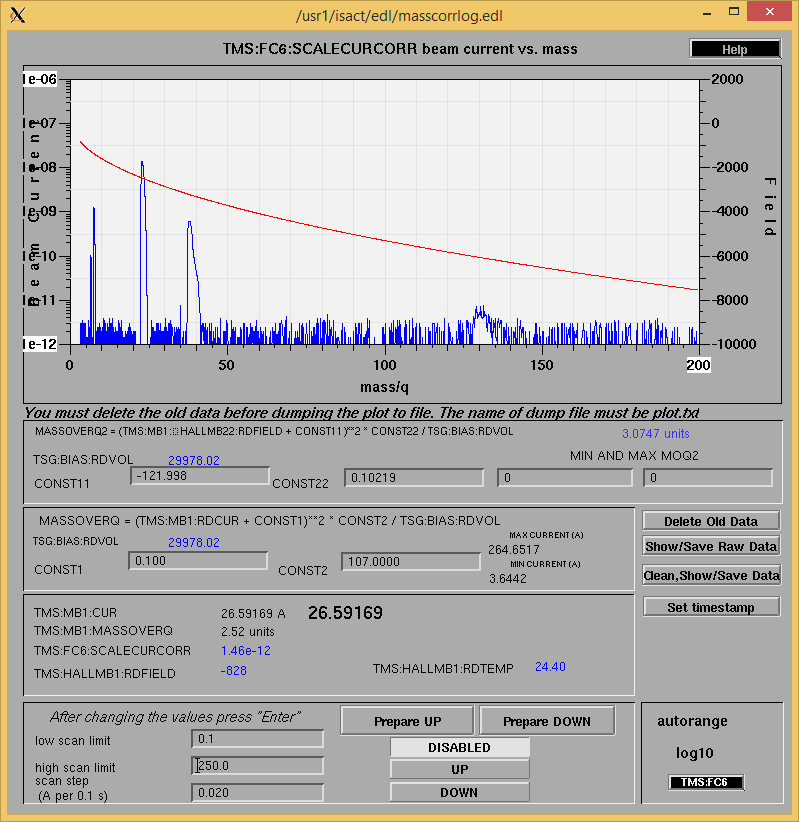 /usr1/isact/edl/masscorrlog.edl
TMS:FC6:SCALECURCORR beam current vs. mass
Help
1e-06
1e-07
1e-08
1e-09
1e-10
1e-11
1e-12
Beam Current
2000
0
-2000
-4000
-6000
-8000
-10000
Field
0 50 100 150 200
mass/q
You must delete the old data before dumping the plot to file. The name of dump file must be plot.txt
MASSOVERQ2 = (TMS:MB1:HALLMB22:RDFIELD + CONST11)**2 * CONST22 / TSG:BIAS:RDVOL
3.0747 units
TSG:BIAS:RDVOL 29978.02
MIN AND MAX MOQ2
CONST11 -121.998 CONST22 0.10219 0 0
MASSOVERQ = (TMS:MB1:RDCUR + CONST1)**2 * CONST2 / TSG:BIAS:RDVOL
TSG:BIAS:RDVOL 29978.02
MAX CURRENT (A)
264.6517
CONST1 0.100 CONST2 107.0000
MIN CURRENT (A)
3.6442
Delete Old Data
Show/Save Raw Data
Clean,Show/Save Data
Set timestamp
TMS:MB1:CUR 26.59169 A 26.59169
TMS:MB1:MASSOVERQ 2.52 units
TMS:FC6:SCALECURCORR 1.46e-12
TMS:HALLMB1:RDFIELD -828
TMS:HALLMB1:RDTEMP 24.40
After changing the values press "Enter"
low scan limit 0.1
high scan limit 250.0
scan step
(A per 0.1 s) 0.020
Prepare UP Prepare DOWN
DISABLED
UP
DOWN
autorange
log10
TMS:FC6